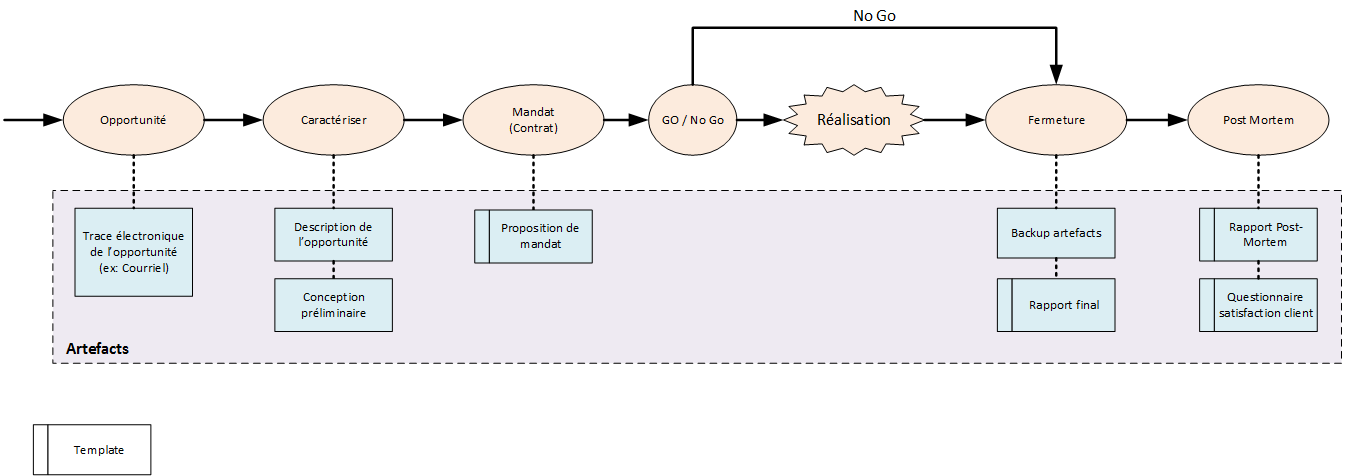 No Go
Opportunité
Caractériser
Mandat
(Contrat)
GO / No Go
Réalisation
Fermeture
Post Mortem
Trace électronique
de l'opportunité
(ex: Courriel)
Description de
l'opportunité
Conception
préliminaire
Proposition de
mandat
Backup artefacts
Rapport final
Rapport Post-
Mortem
Questionnaire
satisfaction client
Artefacts
Template